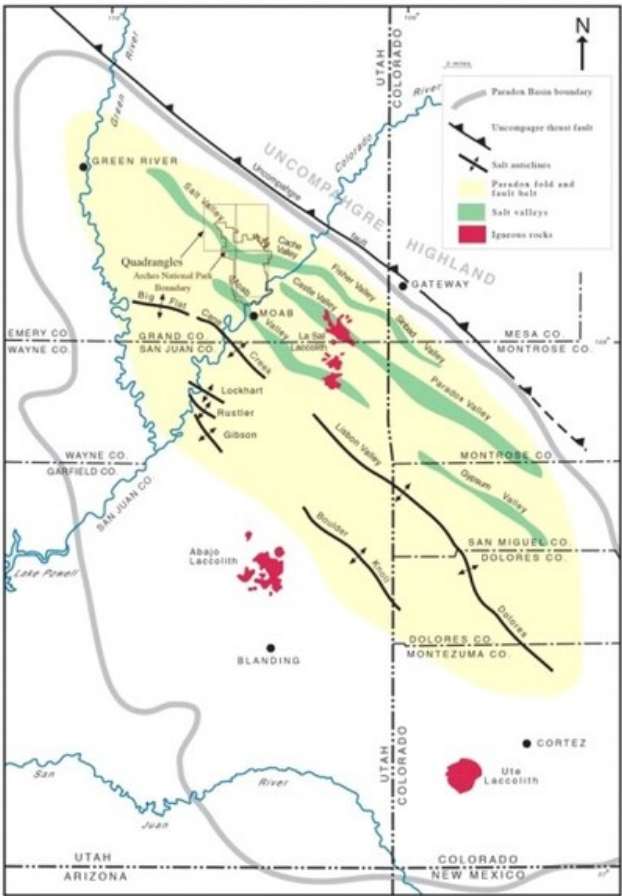 110°
109°
N
River
Green
UTAH
COLORADO
5 miles
Paradox Basin boundary
Uncompagre thrust fault
Salt anticlines
Paradox fold and
fault belt
Salt valleys
Igneous rocks
River
Colorado
GREEN RIVER
UNCOMPAHGRE
HIGHLAND
Uncompahgre
fault
Salt Valley
Cache
Valley
Quadrangles
Arches National Park
Boundary
Fisher Valley
Castle Valley
GATEWAY
Moab
Valley
MOAB
Big Flat
Cane
Creek
Sinbad Valley
La Sal
Laccolith
EMERY CO.
WAYNE CO.
GRAND CO.
SAN JUAN CO.
MESA CO.
MONTROSE CO.
Paradox Valley
Lockhart
Rustler
Gibson
Lisbon Valley
WAYNE CO.
GARFIELD CO.
SAN JUAN CO.
MONTROSE CO.
Gypsum Valley
Boulder
Knoll
SAN MIGUEL CO.
DOLORES CO.
Abajo
Laccolith
Lake Powell
Dolores
DOLORES CO.
MONTEZUMA CO.
BLANDING
CORTEZ
UTAH
COLORADO
Ute
Laccolith
San
Juan
River
UTAH
ARIZONA
COLORADO
NEW MEXICO
37°